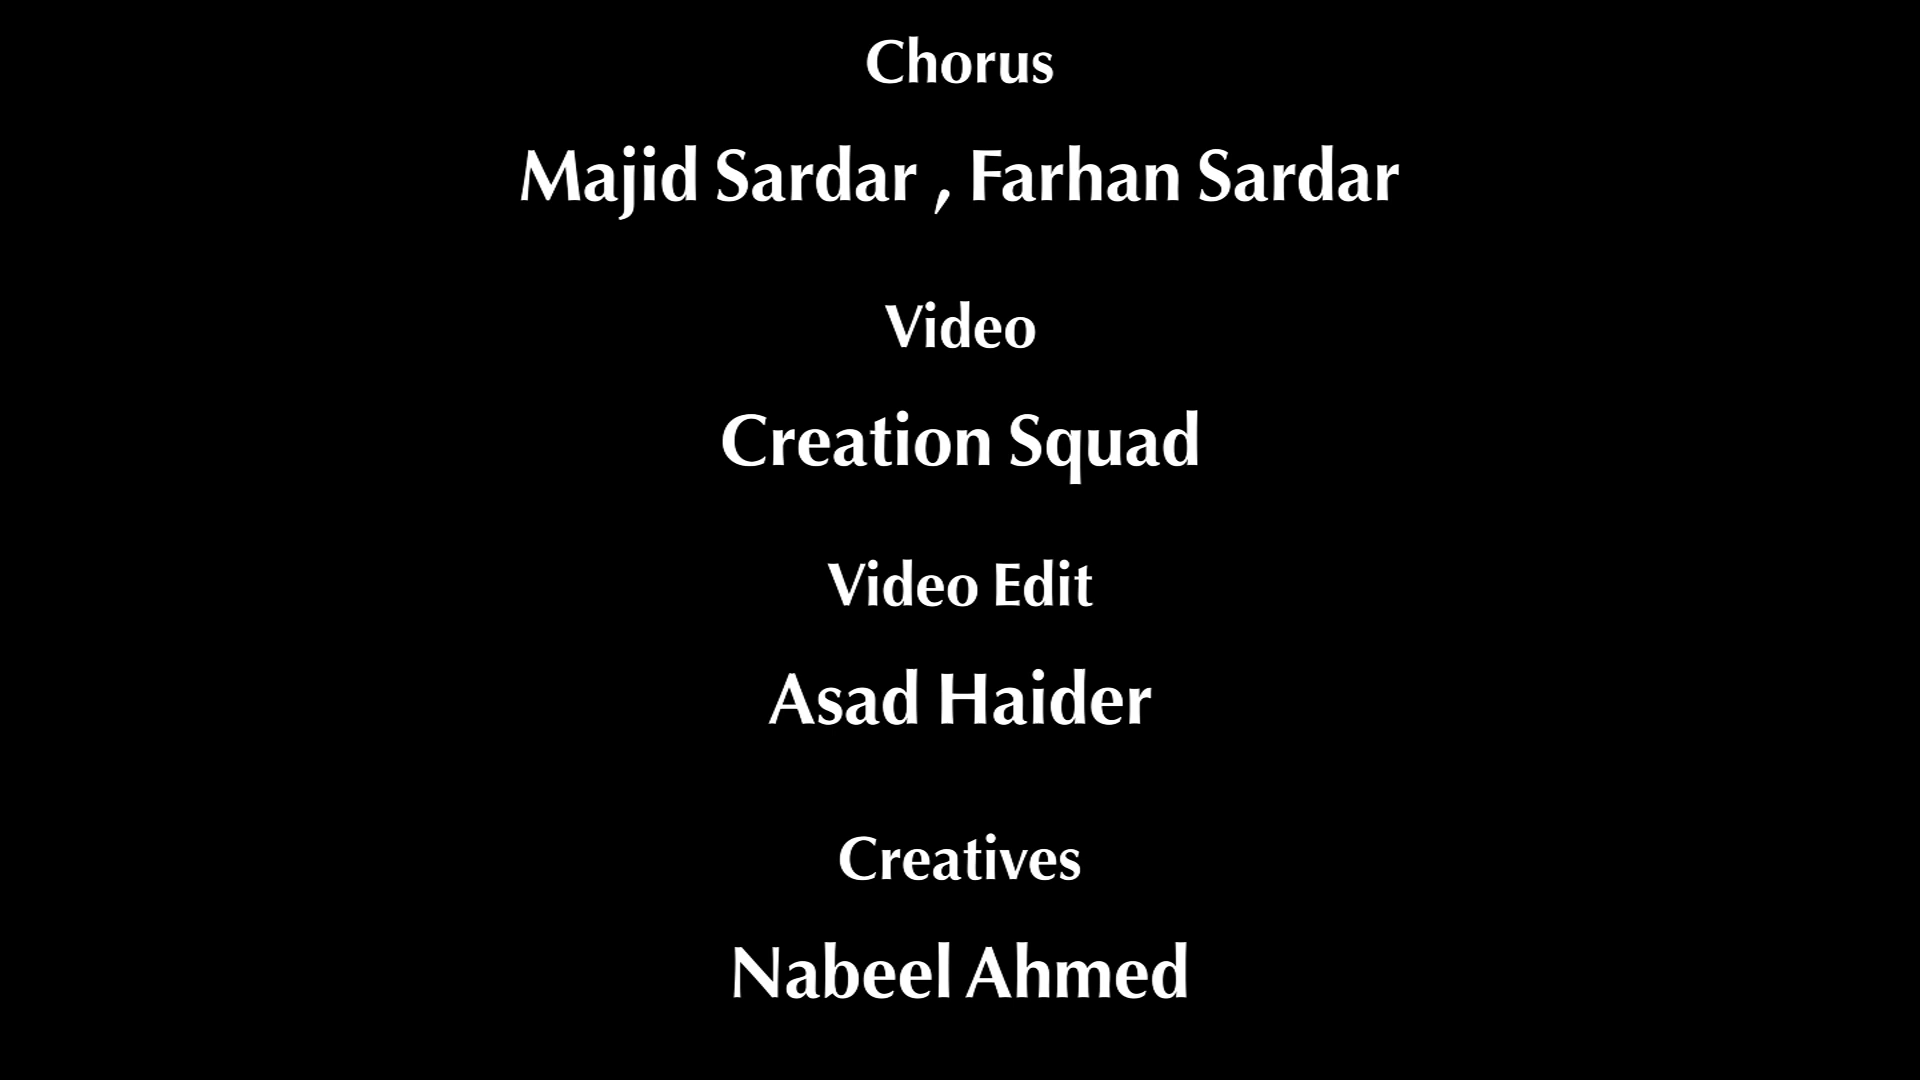 Chorus
Majid Sardar , Farhan Sardar
Video
Creation Squad
Video Edit
Asad Haider
Creatives
Nabeel Ahmed